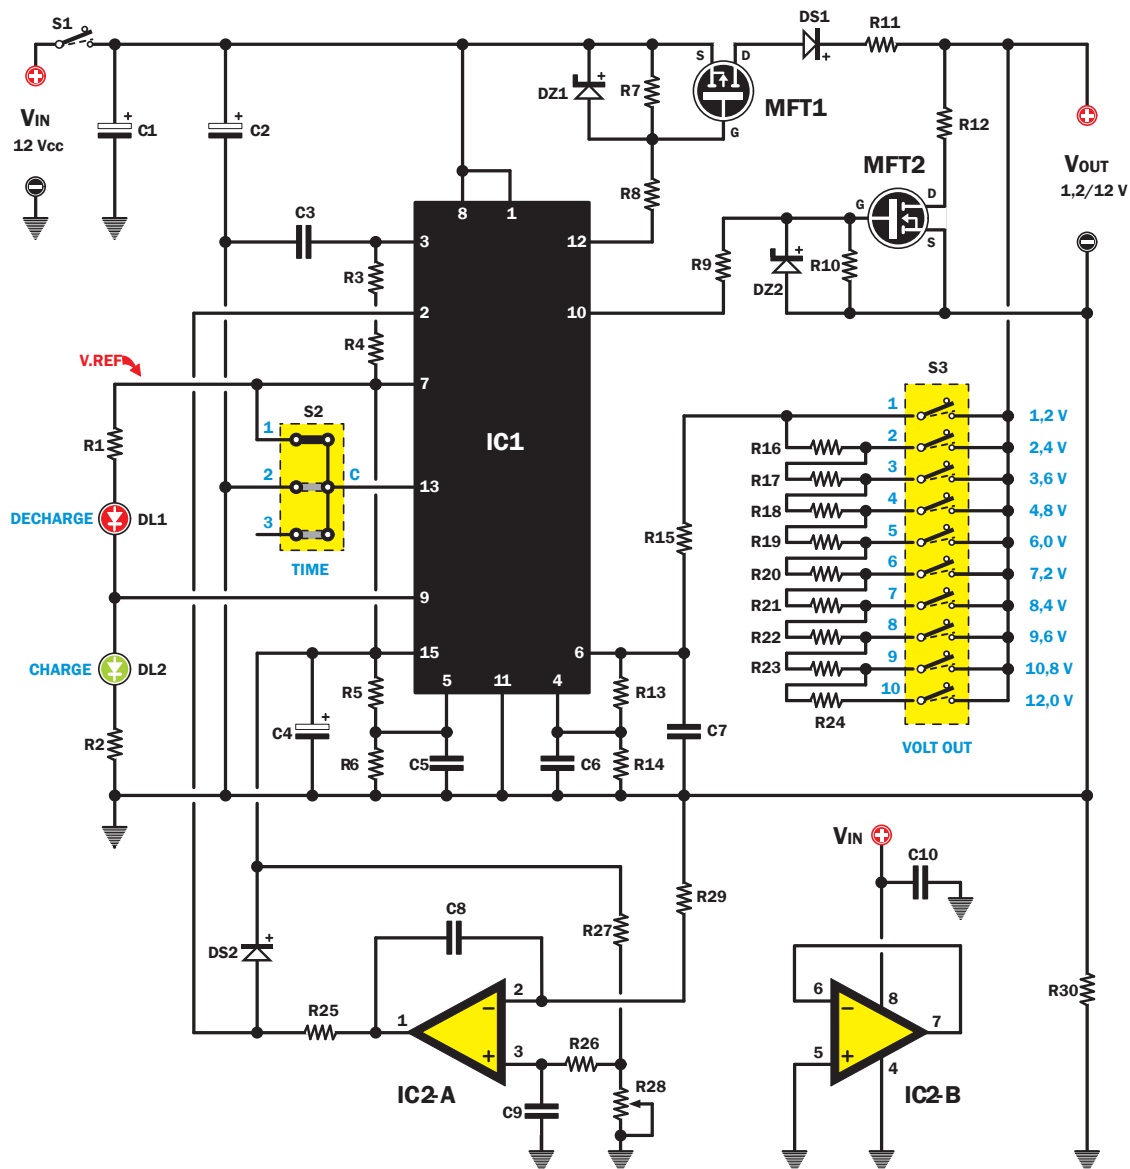 S1
DS1
R11
S
D
DZ1
R7
MFT1
G
VIN
12 Vcc
C1
C2
R12
MFT2
VOUT
1,2/12 V
R8
8
1
G
D
S
C3
3
12
R3
R9
DZ2
R10
2
10
R4
V.REF
7
S3
S2
1
1
1,2 V
R1
IC1
R16
2
2,4 V
2
C
13
R17
3
3,6 V
DECHARGE
DL1
3
R18
4
4,8 V
R15
R19
5
6,0 V
TIME
R20
6
7,2 V
9
R21
7
8,4 V
R22
8
9,6 V
CHARGE
DL2
15
6
R23
9
10,8 V
5
11
4
R5
R13
10
12,0 V
R24
C4
C7
R2
R6
C5
C6
R14
VOLT OUT
VIN
C10
R29
C8
R27
DS2
2
6
8
R30
R25
1
7
3
R26
5
4
R28
IC2-A
C9
IC2-B